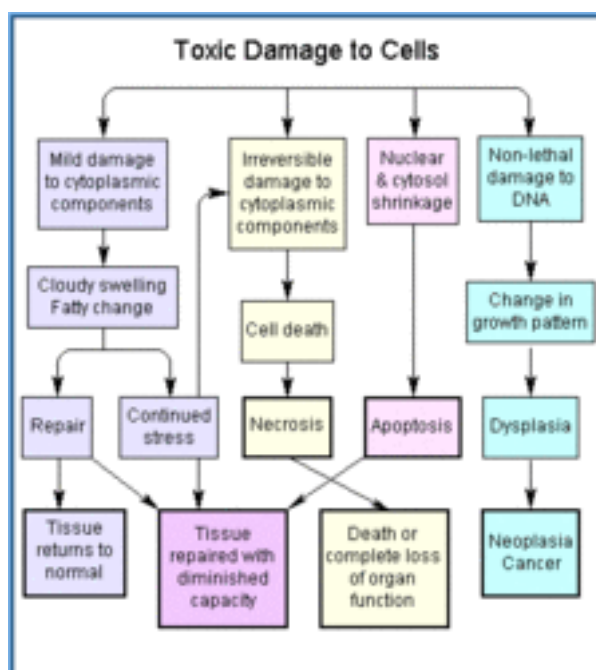 Toxic Damage to Cells
Mild damage
to cytoplasmic
components
Irreversible
damage to
cytoplasmic
components
Nuclear
& cytosol
shrinkage
Non-lethal
damage to
DNA
Cloudy swelling
Fatty change
Cell death
Change in
growth pattern
Repair
Continued
stress
Necrosis
Apoptosis
Dysplasia
Tissue
returns to
normal
Tissue
repaired with
diminished
capacity
Death or
complete loss
of organ
function
Neoplasia
Cancer